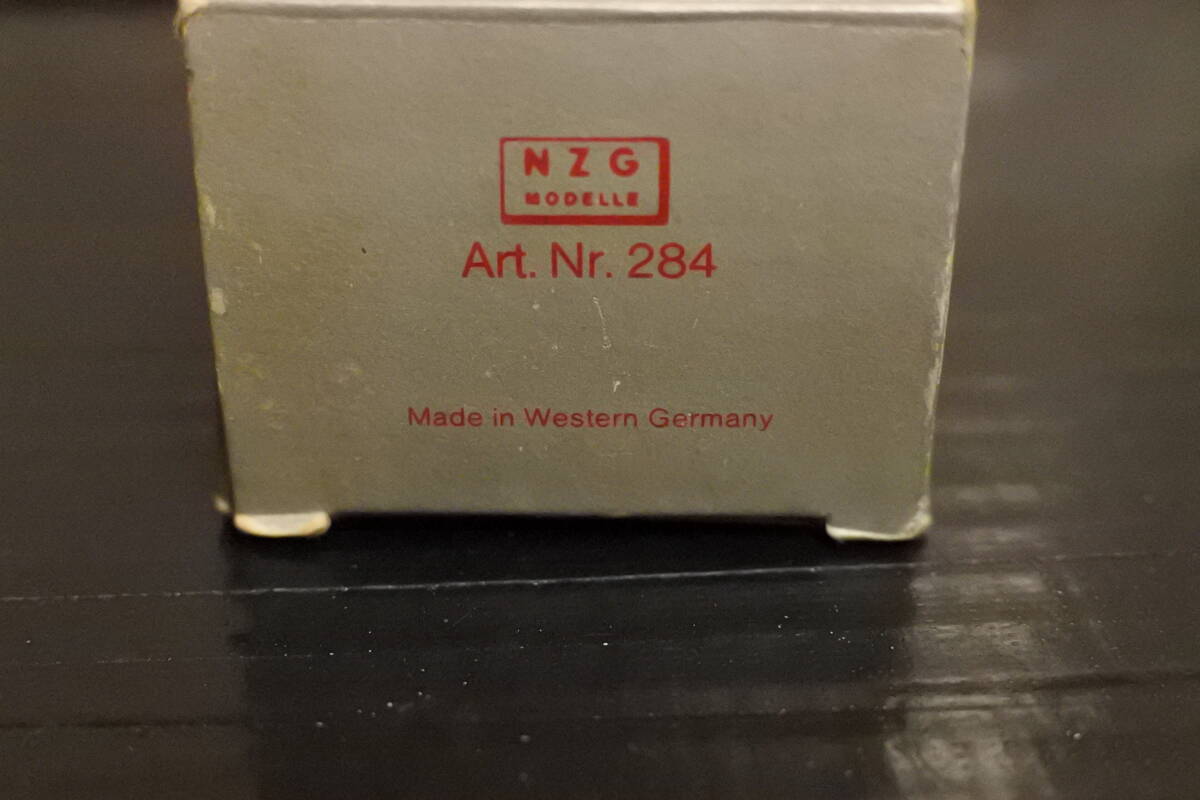 NZG
MODELLE
Art. Nr. 284
Made in Western Germany